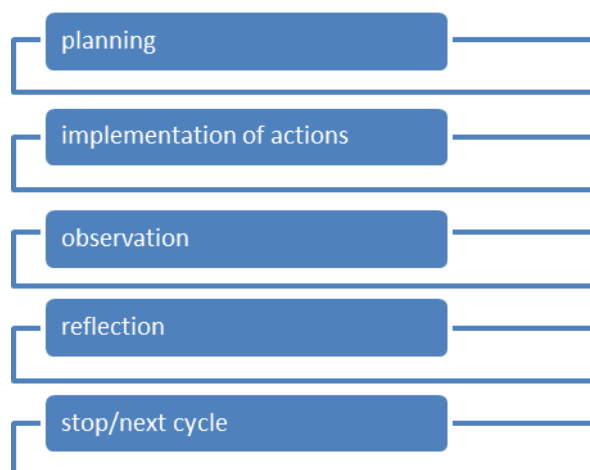 planning
implementation of actions
observation
reflection
stop/next cycle